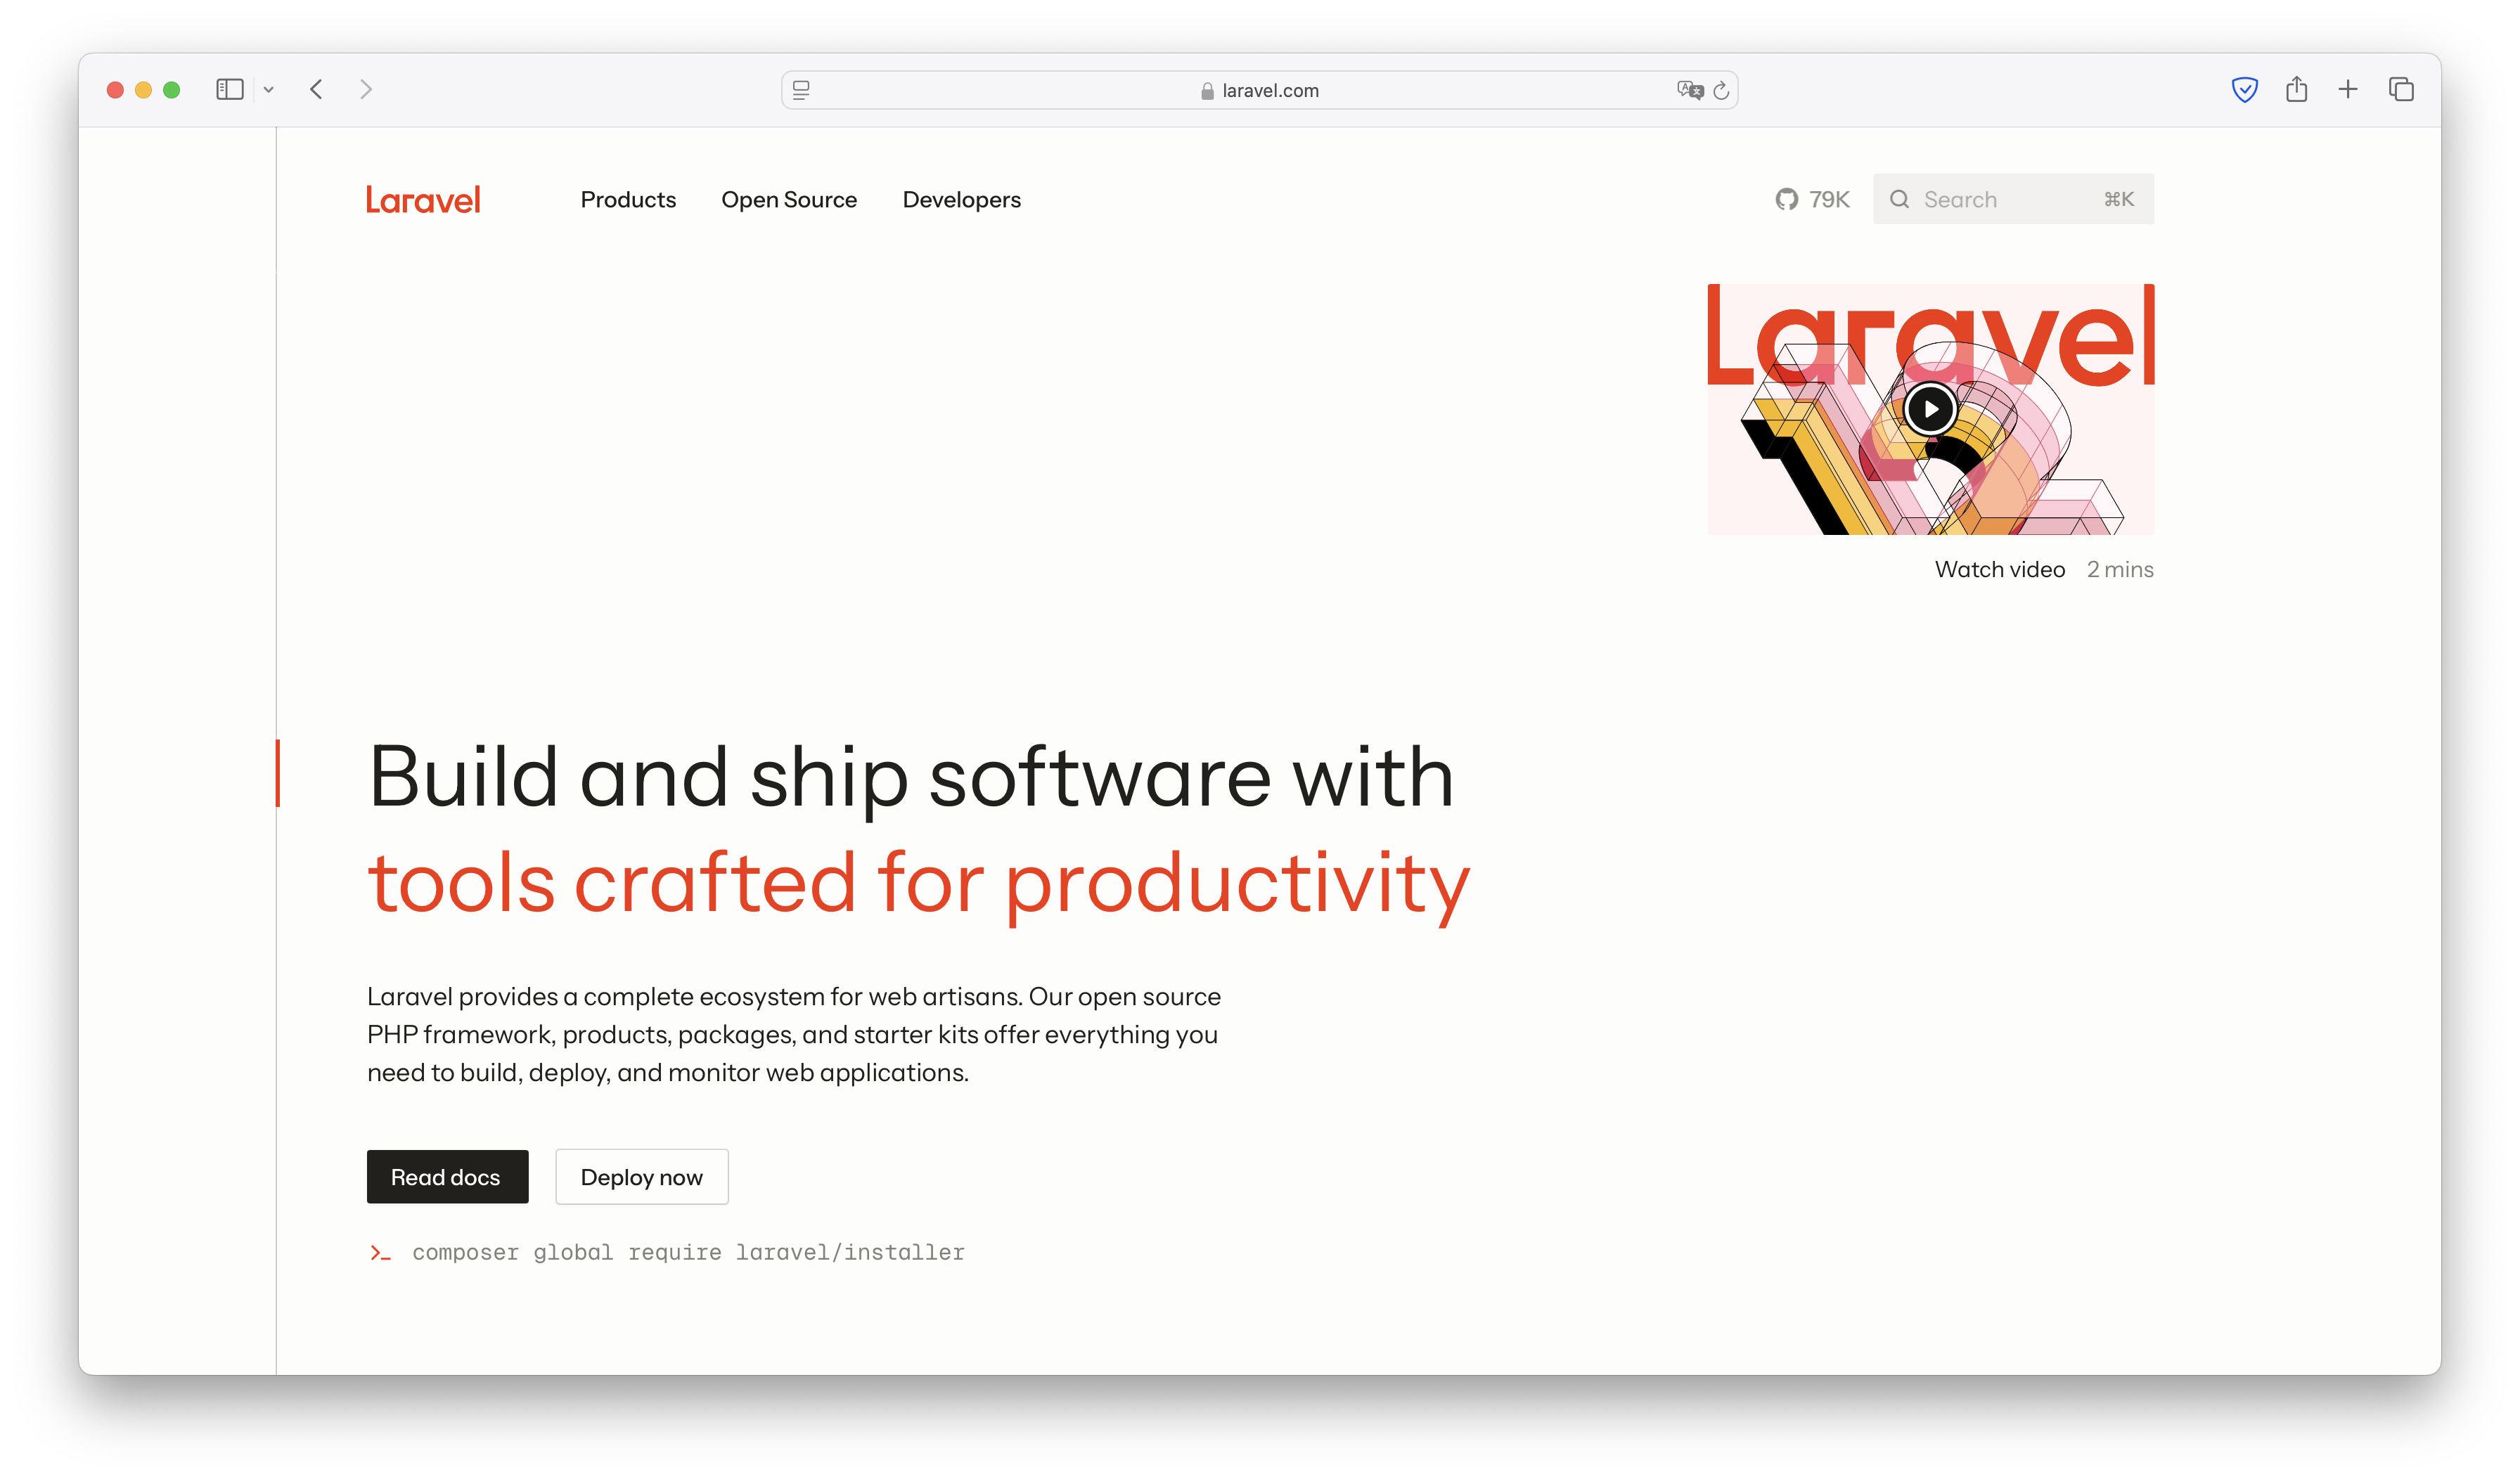 laravel.com
Laravel
Products
Open Source
Developers
79K
Search
⌘K
Laravel
12
Watch video 2 mins
Build and ship software with
tools crafted for productivity
Laravel provides a complete ecosystem for web artisans. Our open source
PHP framework, products, packages, and starter kits offer everything you
need to build, deploy, and monitor web applications.
Read docs
Deploy now
>_ composer global require laravel/installer